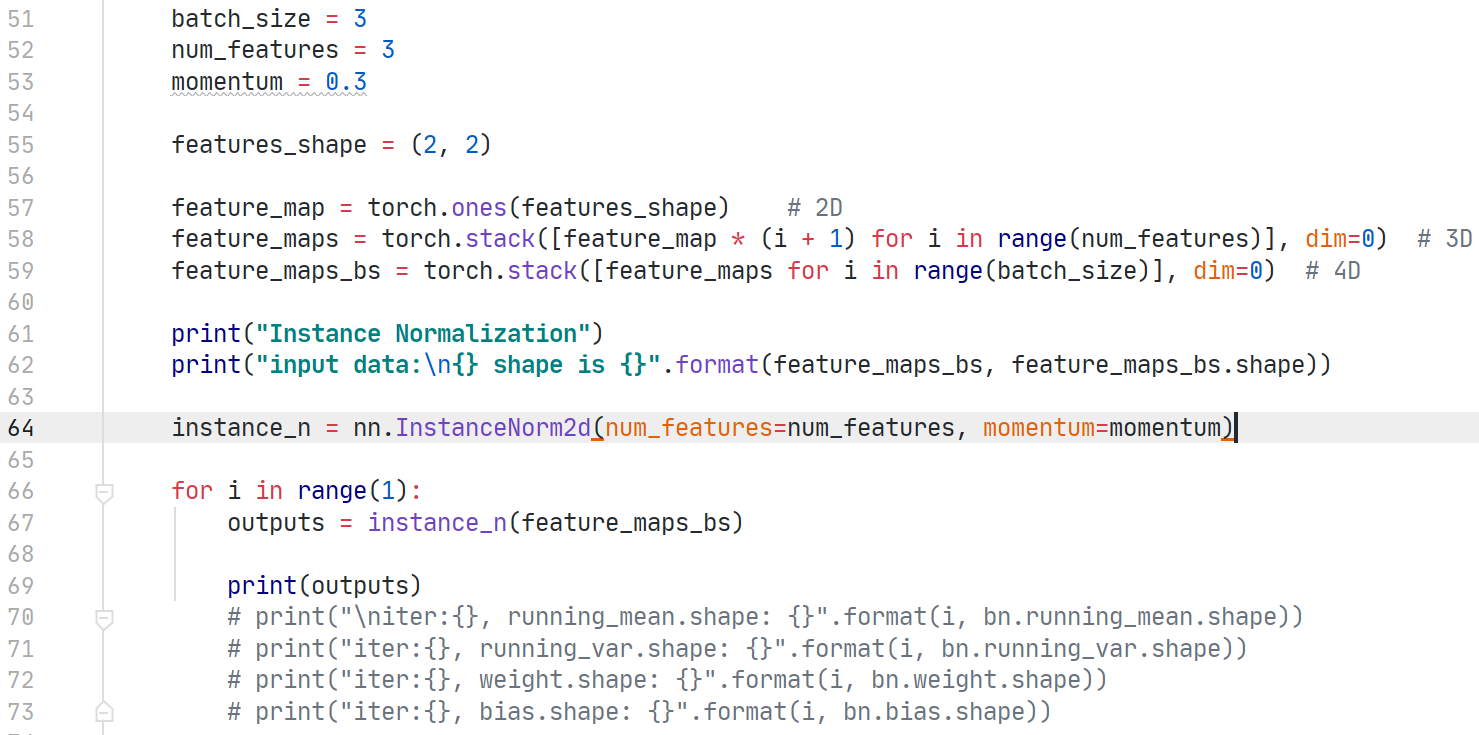 51 batch_size = 3
52 num_features = 3
53 momentum = 0.3
54
55 features_shape = (2, 2)
56
57 feature_map = torch.ones(features_shape)    # 2D
58 feature_maps = torch.stack([feature_map * (i + 1) for i in range(num_features)], dim=0)  # 3D
59 feature_maps_bs = torch.stack([feature_maps for i in range(batch_size)], dim=0)  # 4D
60
61 print("Instance Normalization")
62 print("input data:\n{} shape is {}".format(feature_maps_bs, feature_maps_bs.shape))
63
64 instance_n = nn.InstanceNorm2d(num_features=num_features, momentum=momentum)
65
66 for i in range(1):
67     outputs = instance_n(feature_maps_bs)
68
69     print(outputs)
70     # print("\niter:{}, running_mean.shape: {}".format(i, bn.running_mean.shape))
71     # print("iter:{}, running_var.shape: {}".format(i, bn.running_var.shape))
72     # print("iter:{}, weight.shape: {}".format(i, bn.weight.shape))
73     # print("iter:{}, bias.shape: {}".format(i, bn.bias.shape))